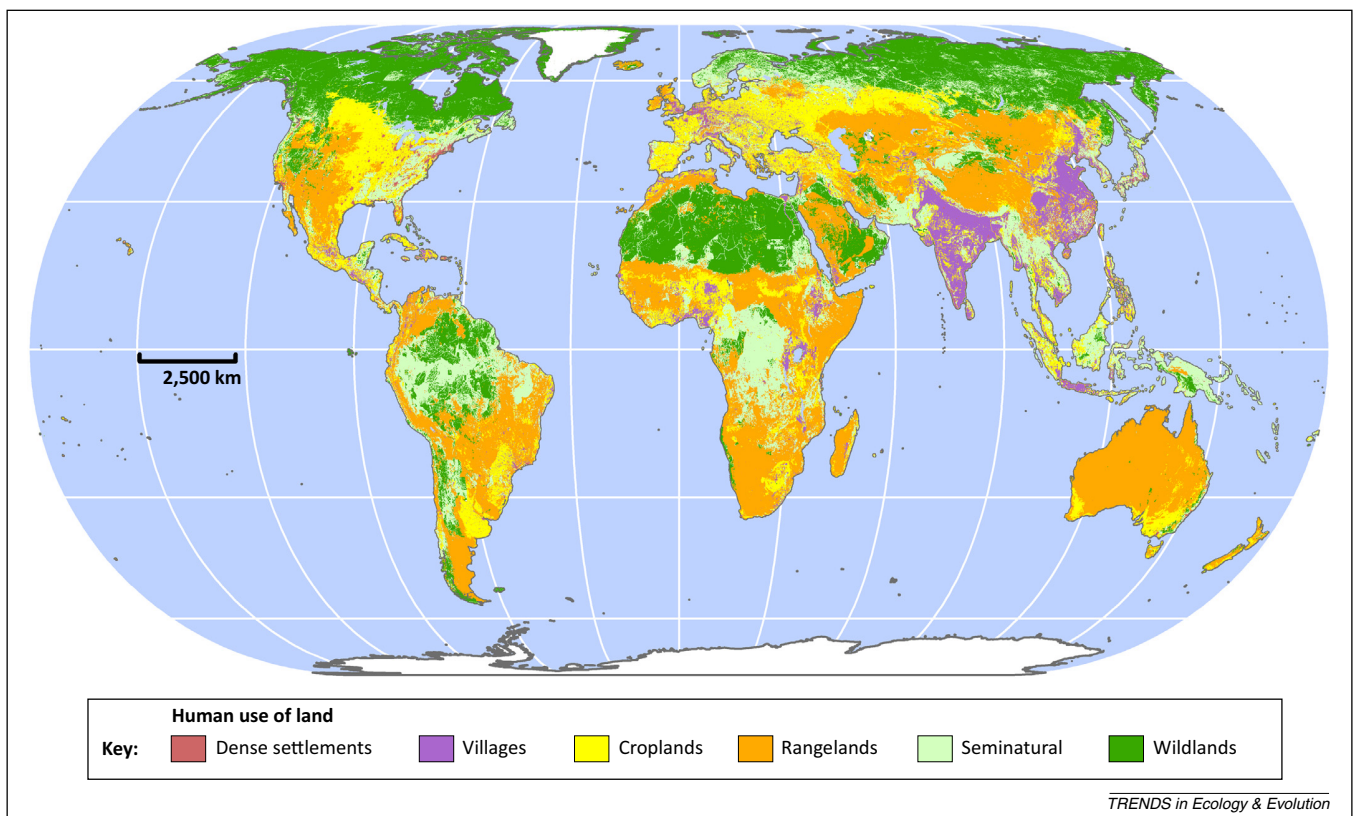 2,500 km
Human use of land
Key: Dense settlements Villages Croplands Rangelands Seminatural Wildlands
TRENDS in Ecology & Evolution